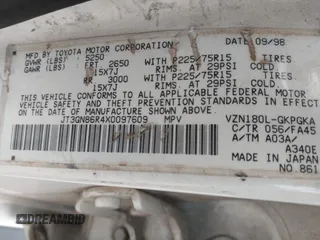 MFD BY TOYOTA MOTOR CORPORATION DATE 09/98
GVWR (LBS) 5250
GAWR (LBS) FRT 2650 WITH P225/75R15 TIRES
15X7J RIMS, AT 29PSI COLD.
RR 3000 WITH P225/75R15 TIRES
15X7J RIMS, AT 29PSI COLD.
THIS VEHICLE CONFORMS TO ALL APPLICABLE FEDERAL MOTOR
VEHICLE SAFETY STANDARDS IN EFFECT ON THE DATE OF
MANUFACTURE SHOWN ABOVE.
JT3GN86R4X0097609 MPV
VZN180L-GKPGKA
C/TR 056/FA45
A/TM A03A/
A340E
MADE IN JAPAN
NO. 861
DREAMBID